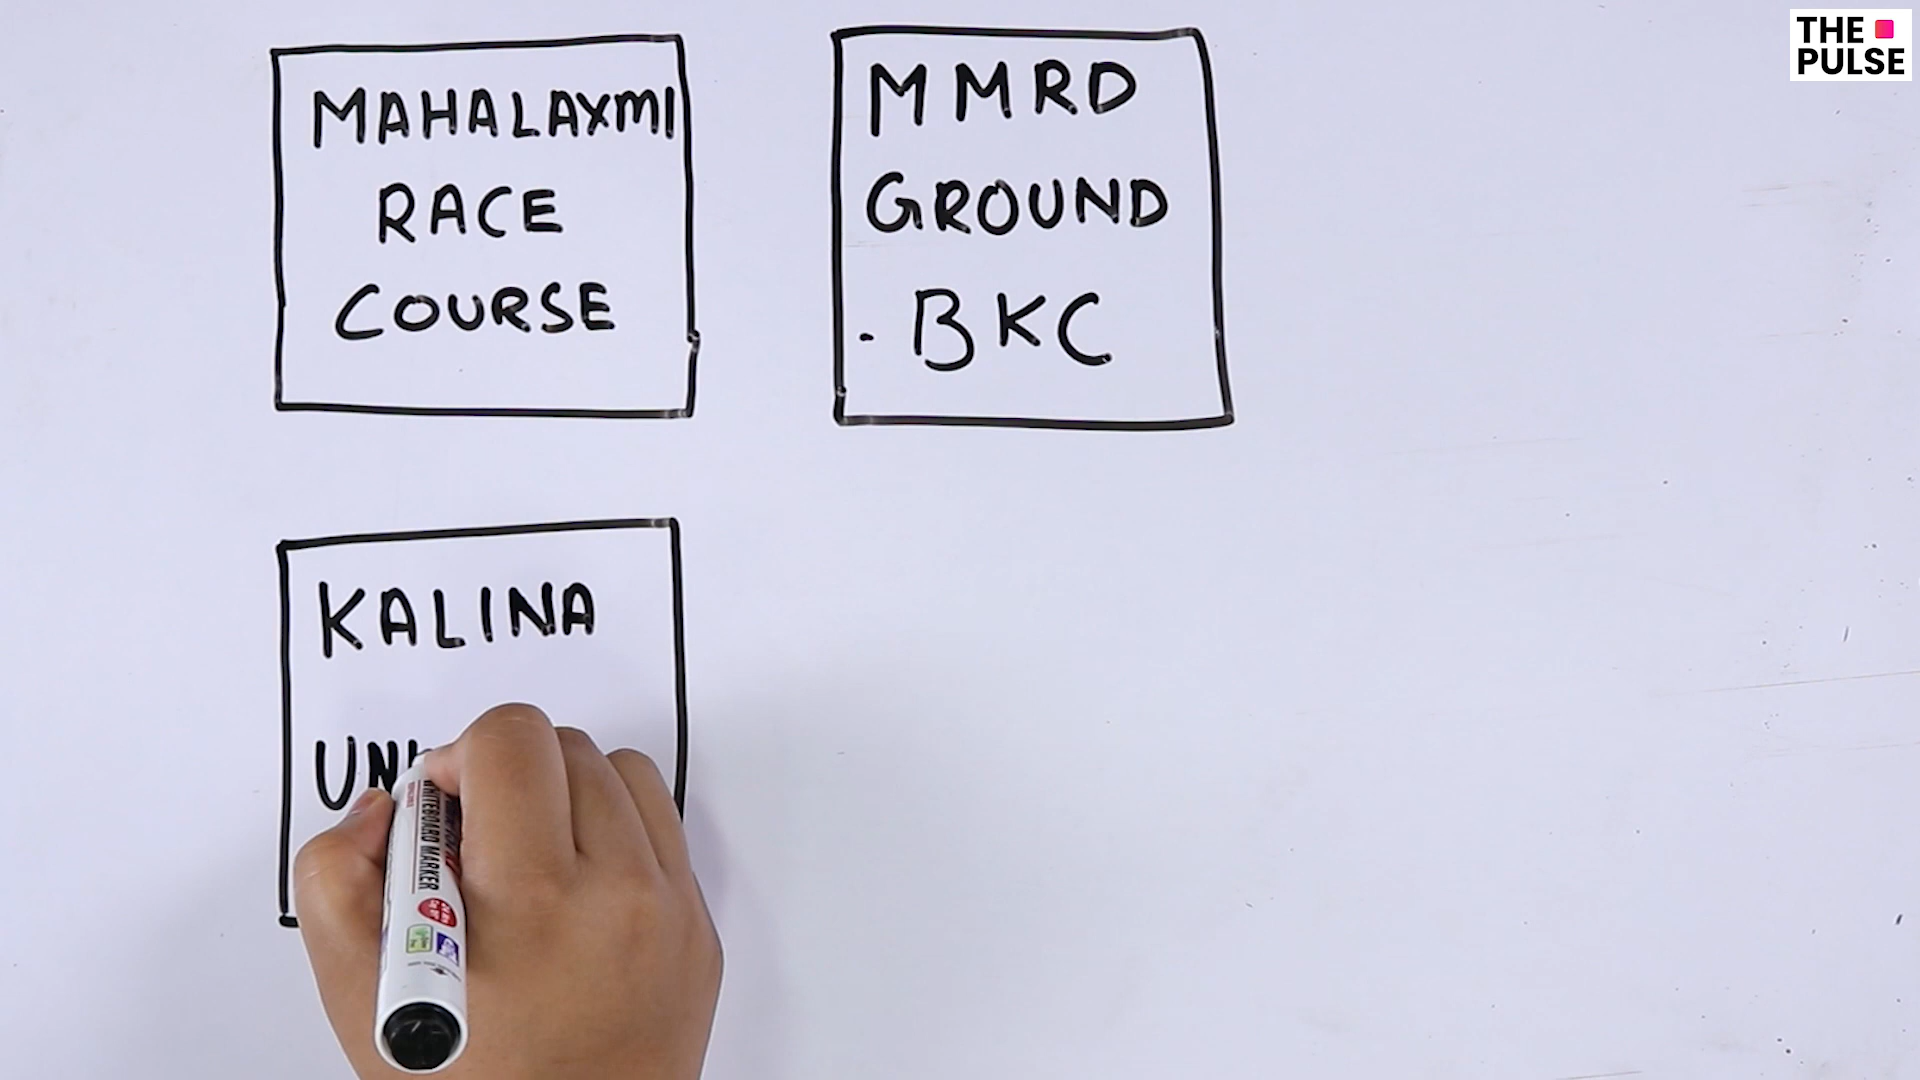 MAHALAXMI
RACE
COURSE
MMRD
GROUND
BKC
KALINA
THE
PULSE
WHITEBOARD MARKER